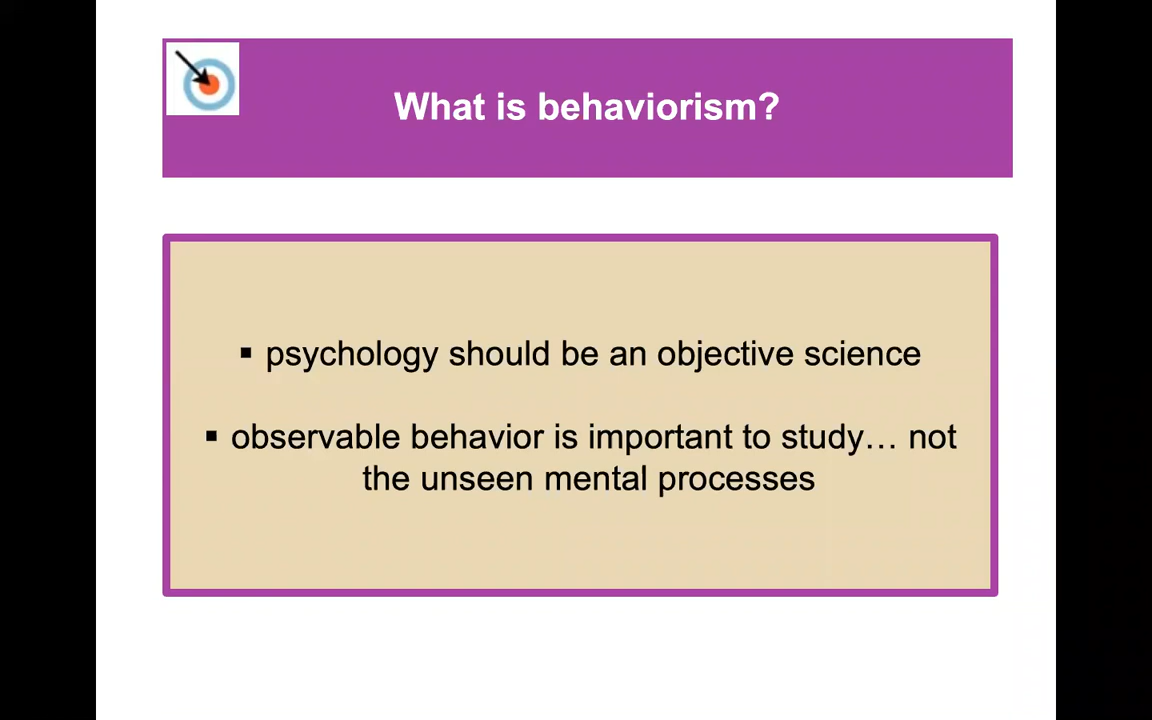 What is behaviorism?
▪ psychology should be an objective science
▪ observable behavior is important to study… not
the unseen mental processes